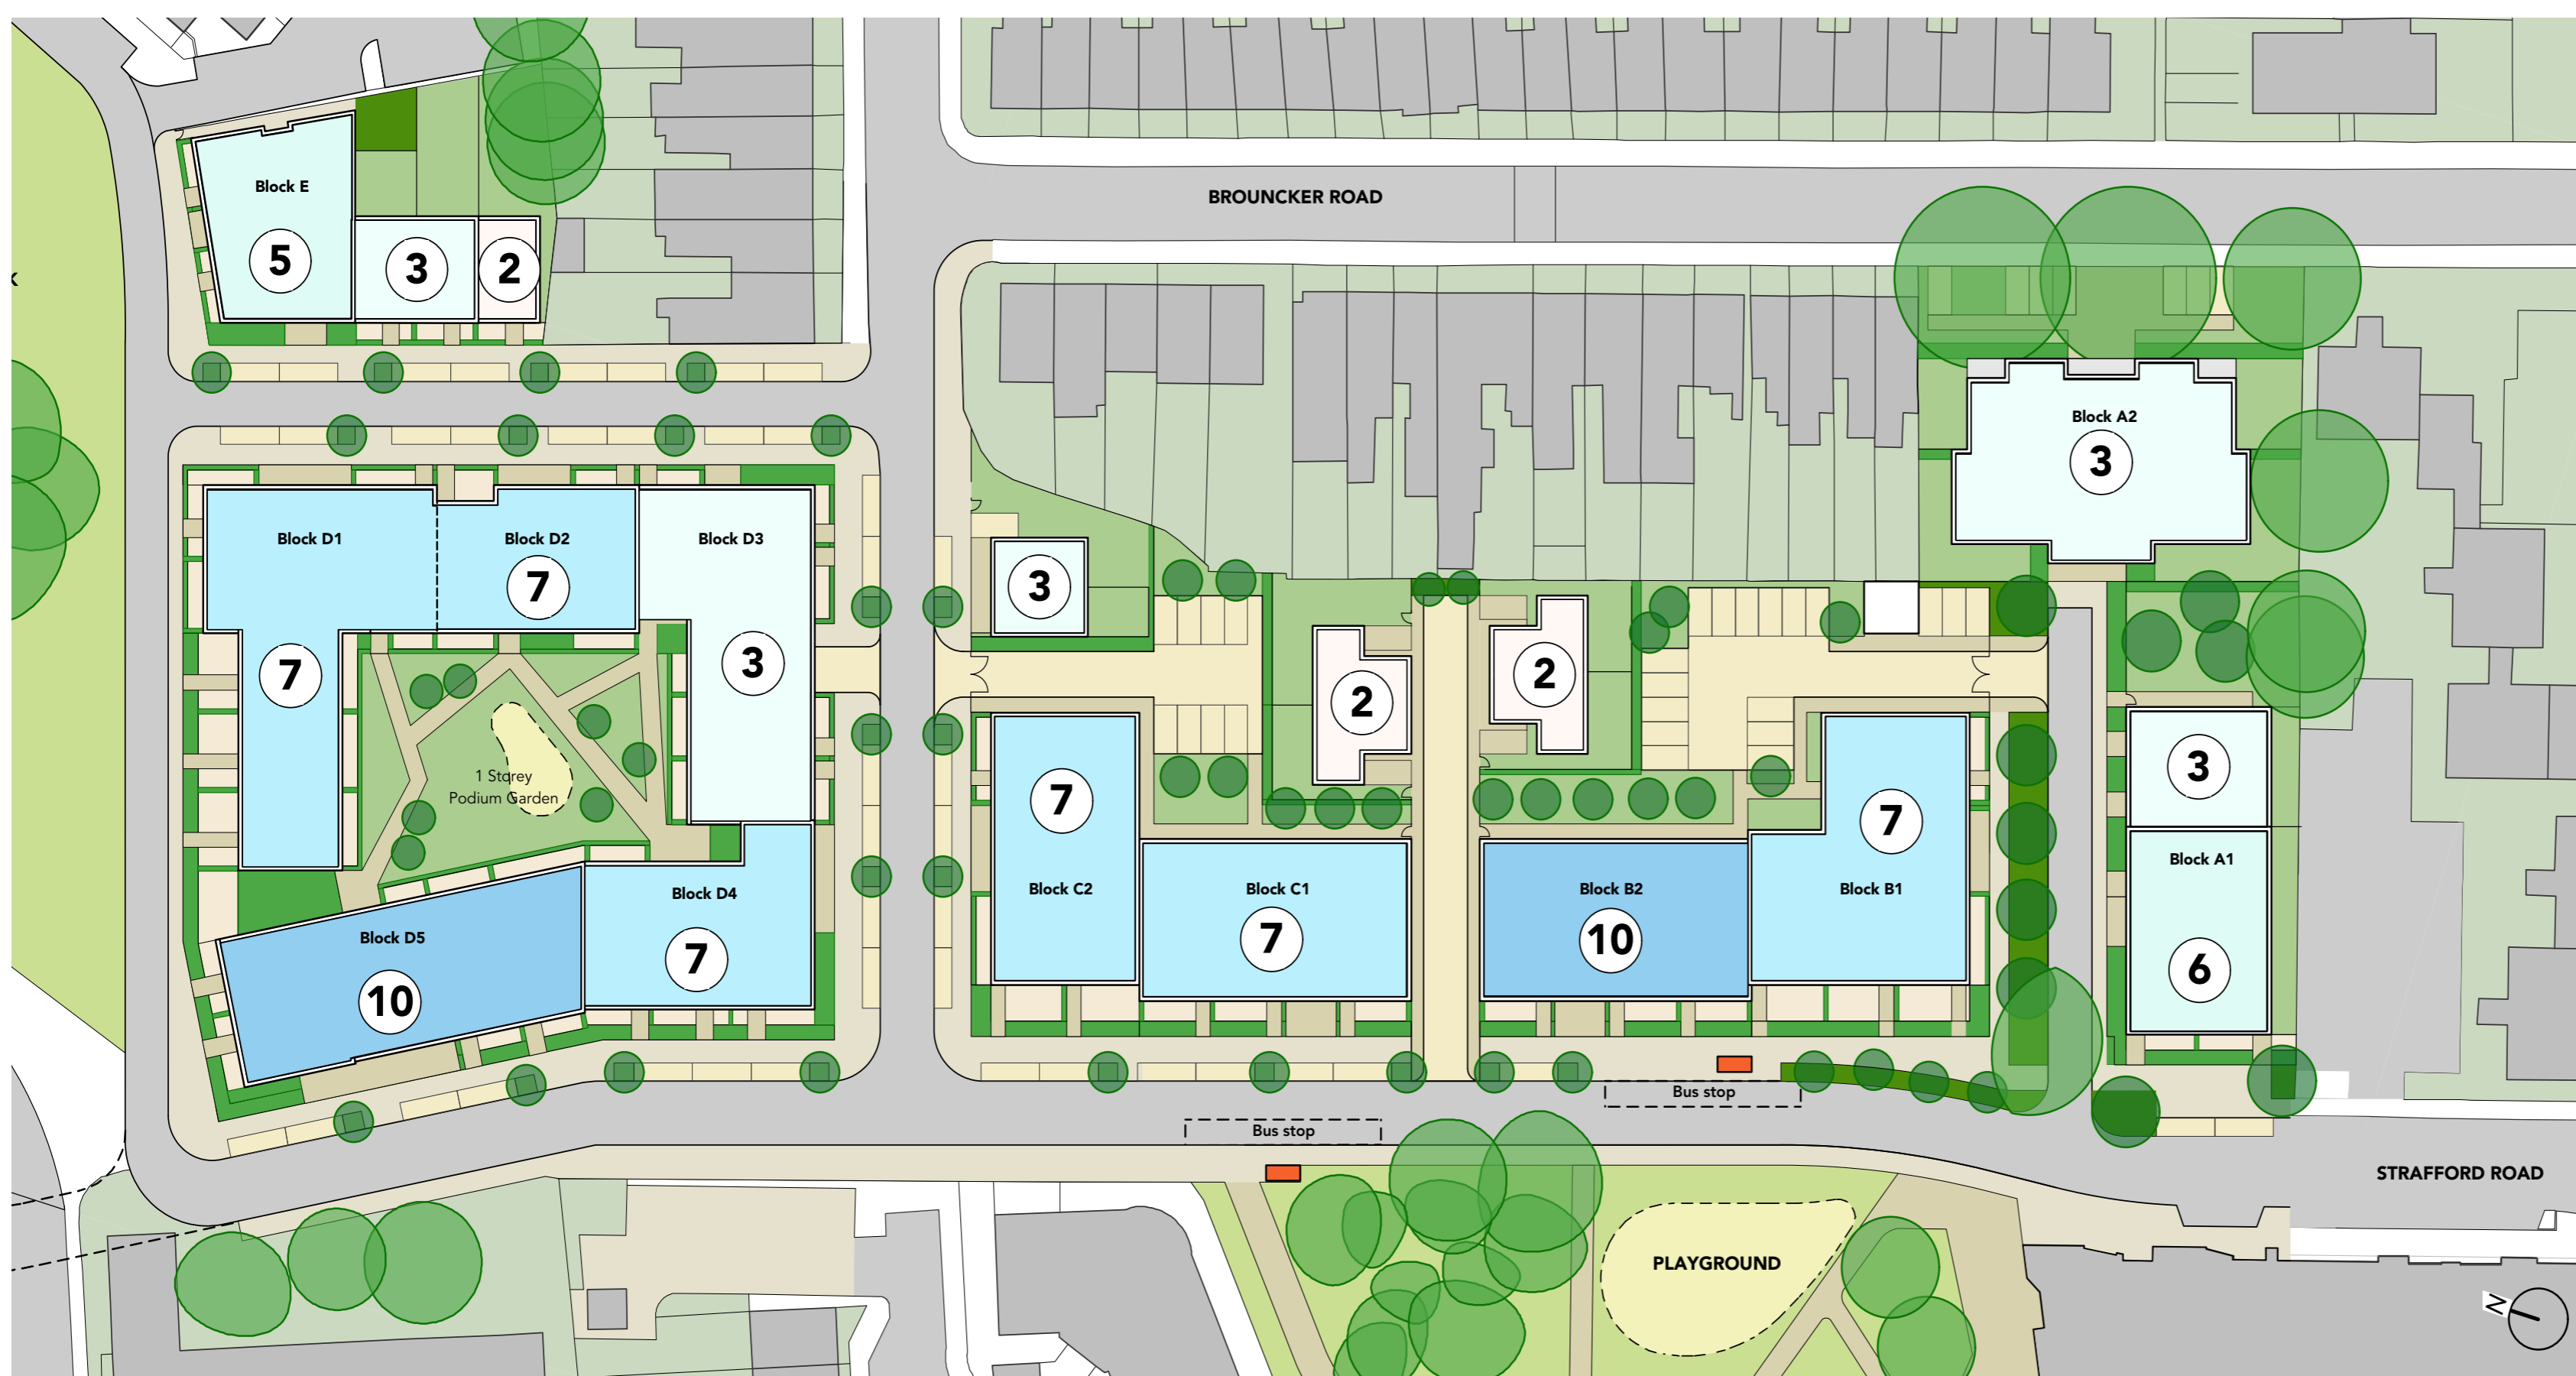 BROUNCKER ROAD
Block E
5
3
2
K
Block A2
3
Block D1
Block D2
7
Block D3
7
3
1 Storey
Podium Garden
3
2
2
Block D4
7
Block D5
10
7
Block C2
Block C1
7
Block B2
10
7
Block B1
3
Block A1
6
Bus stop
Bus stop
STRAFFORD ROAD
PLAYGROUND
N